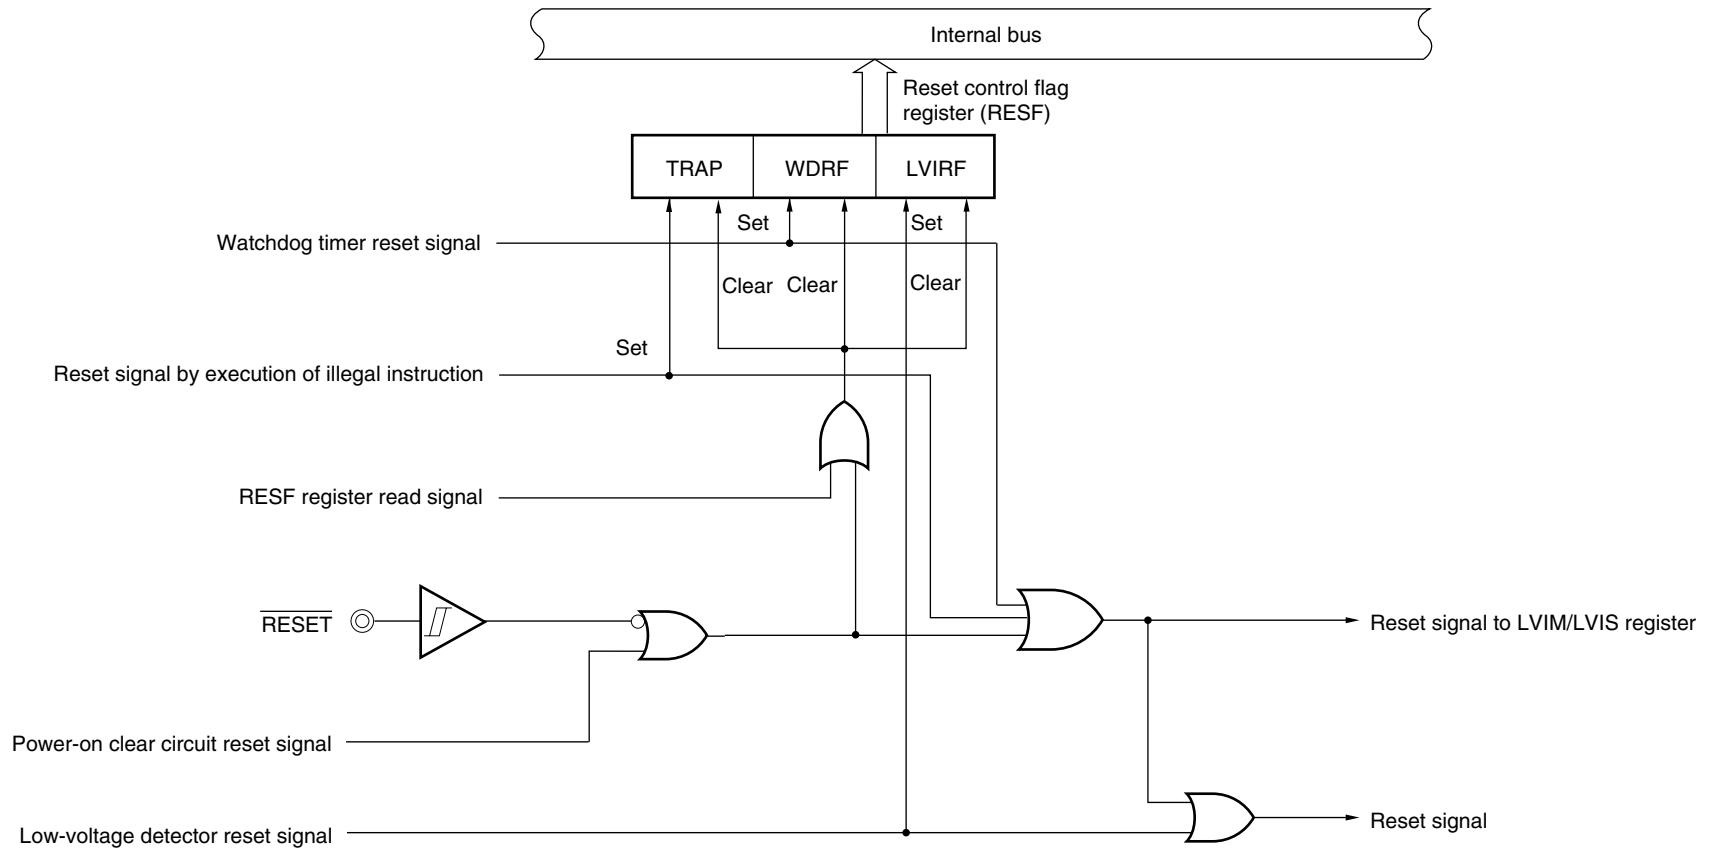 Internal bus
Reset control flag
register (RESF)
TRAP
WDRF
LVIRF
Set
Set
Watchdog timer reset signal
Clear
Clear
Clear
Set
Reset signal by execution of illegal instruction
RESF register read signal
RESET
Reset signal to LVIM/LVIS register
Power-on clear circuit reset signal
Reset signal
Low-voltage detector reset signal